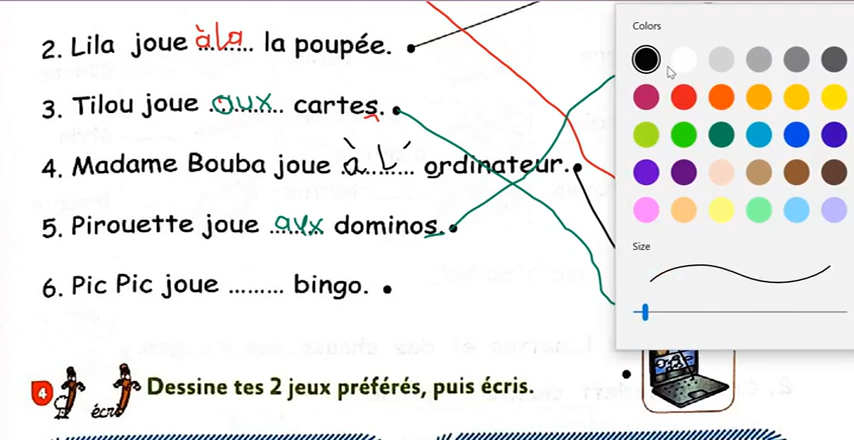 2. Lila joue à la la poupée.
3. Tilou joue aux cartes.
4. Madame Bouba joue à l' ordinateur.
5. Pirouette joue aux dominos.
6. Pic Pic joue ......... bingo.
4 écris Dessine tes 2 jeux préférés, puis écris.
Colors
Size